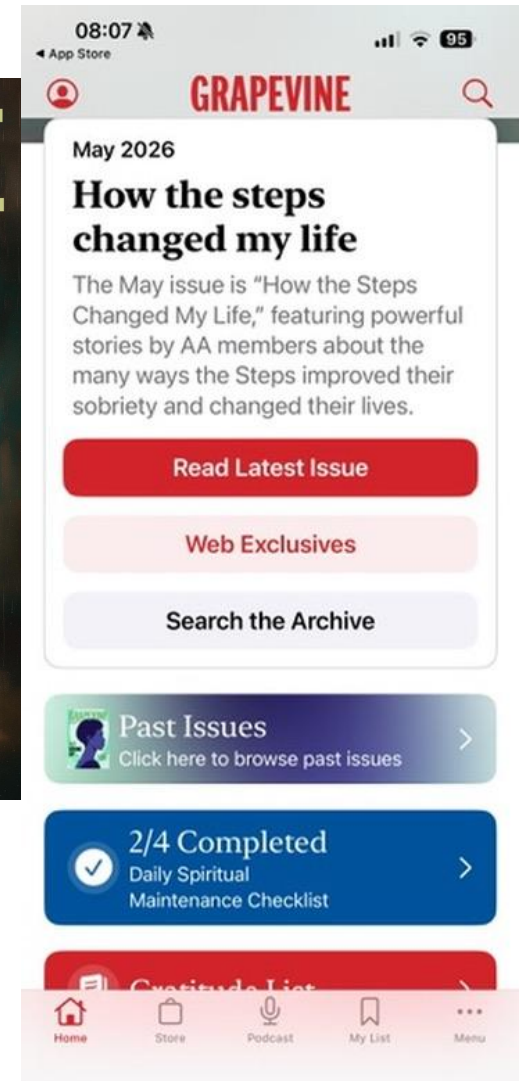 08:07
95
App Store
GRAPEVINE
May 2026
How the steps
changed my life
The May issue is “How the Steps
Changed My Life,” featuring powerful
stories by AA members about the
many ways the Steps improved their
sobriety and changed their lives.
Read Latest Issue
Web Exclusives
Search the Archive
Past Issues
Click here to browse past issues
2/4 Completed
Daily Spiritual
Maintenance Checklist
Gratitude List
Home
Store
Podcast
My List
Menu